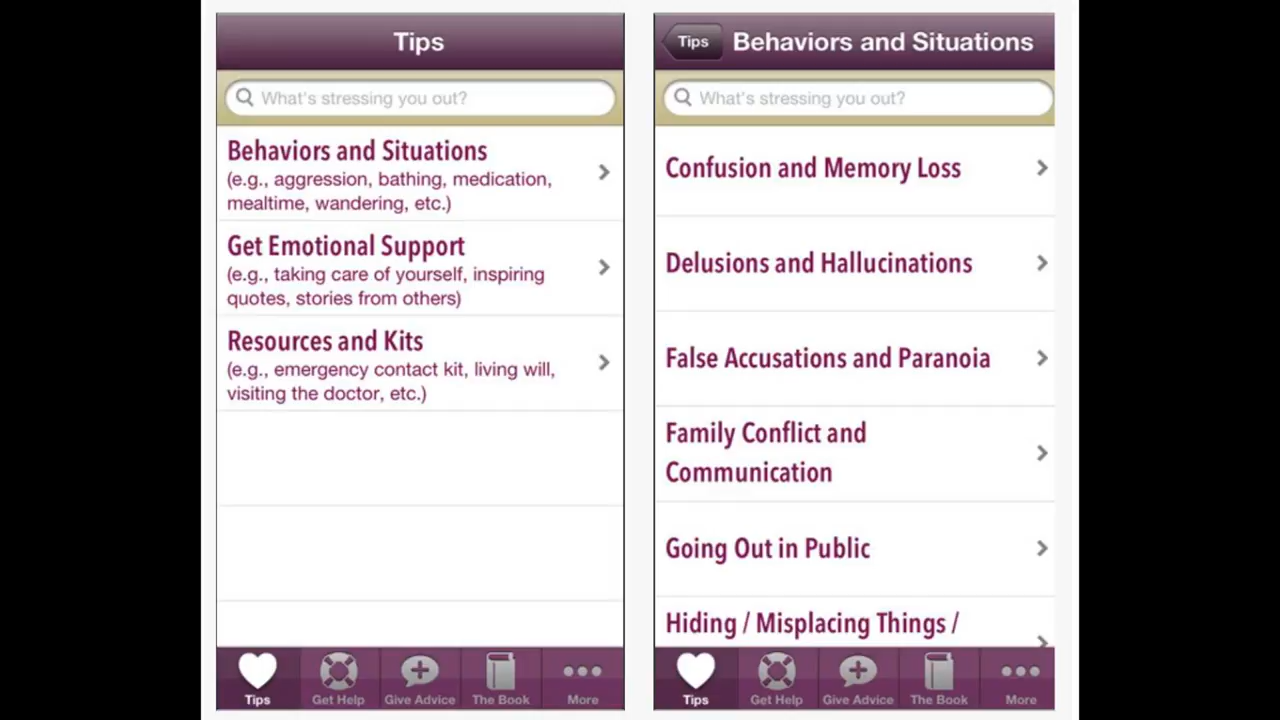 Tips
What's stressing you out?
Behaviors and Situations
(e.g., aggression, bathing, medication,
mealtime, wandering, etc.)
Get Emotional Support
(e.g., taking care of yourself, inspiring
quotes, stories from others)
Resources and Kits
(e.g., emergency contact kit, living will,
visiting the doctor, etc.)
Tips
Get Help
Give Advice
The Book
More
Tips
Behaviors and Situations
What's stressing you out?
Confusion and Memory Loss
Delusions and Hallucinations
False Accusations and Paranoia
Family Conflict and
Communication
Going Out in Public
Hiding / Misplacing Things /
Tips
Get Help
Give Advice
The Book
More